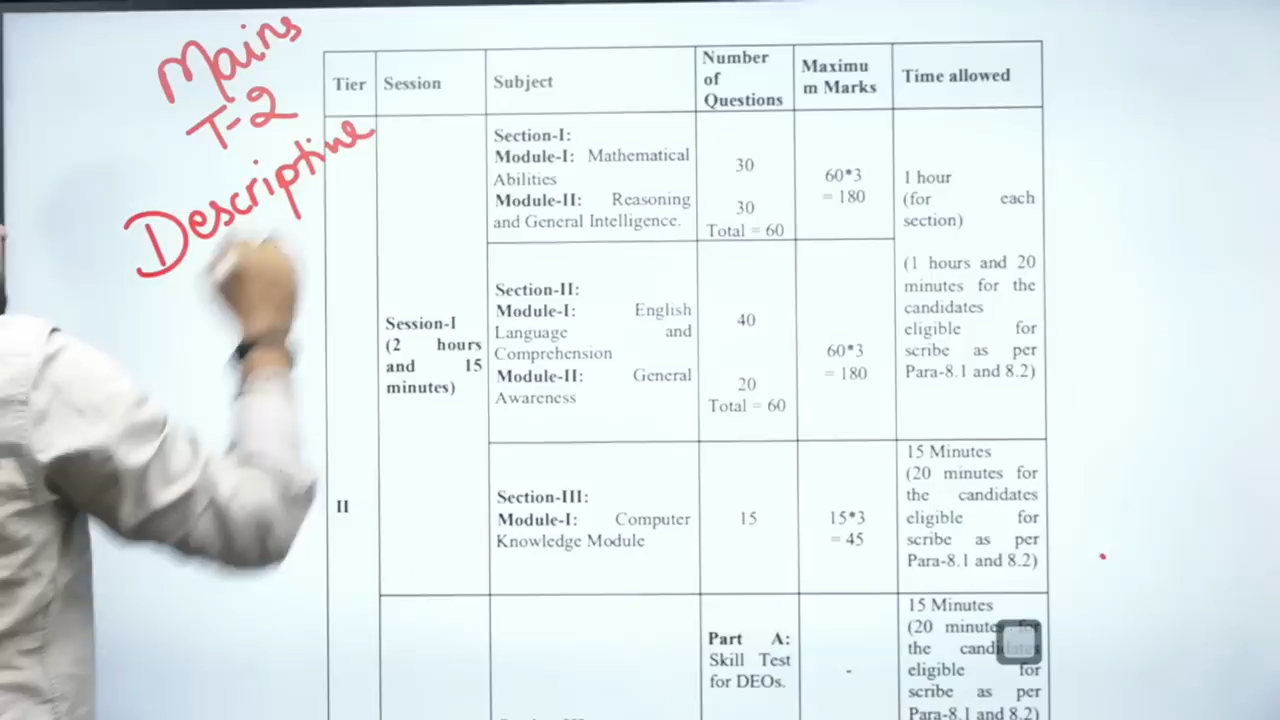 Mains
T-2
Descriptive
Tier
Session
Subject
Number
of
Questions
Maximu
m Marks
Time allowed
II
Session-I
(2 hours
and 15
minutes)
Section-I:
Module-I: Mathematical
Abilities
Module-II: Reasoning
and General Intelligence.
30
30
Total = 60
60*3
= 180
1 hour
(for each
section)
(1 hours and 20
minutes for the
candidates
eligible for
scribe as per
Para-8.1 and 8.2)
Section-II:
Module-I: English
Language and
Comprehension
Module-II: General
Awareness
40
20
Total = 60
60*3
= 180
Section-III:
Module-I: Computer
Knowledge Module
15
15*3
= 45
15 Minutes
(20 minutes for
the candidates
eligible for
scribe as per
Para-8.1 and 8.2)
Part A:
Skill Test
for DEOs.
-
15 Minutes
(20 minutes for
the candidates
eligible for
scribe as per
Para-8.1 and 8.2)